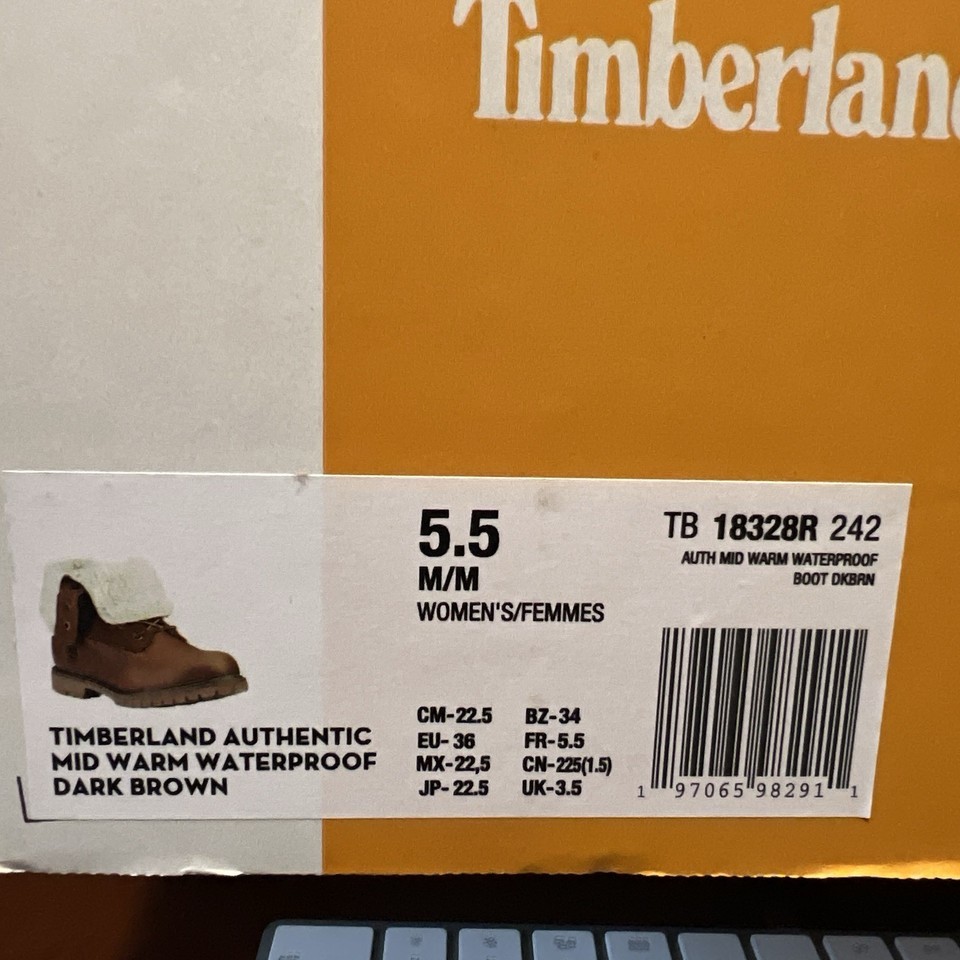 Timberland
5.5
M/M
WOMEN'S/FEMMES
TB 18328R 242
AUTH MID WARM WATERPROOF
BOOT DKBRN
TIMBERLAND AUTHENTIC
MID WARM WATERPROOF
DARK BROWN
CM-22.5 BZ-34
EU-36 FR-5.5
MX-22,5 CN-225(1.5)
JP-22.5 UK-3.5
1 97065 98291 1